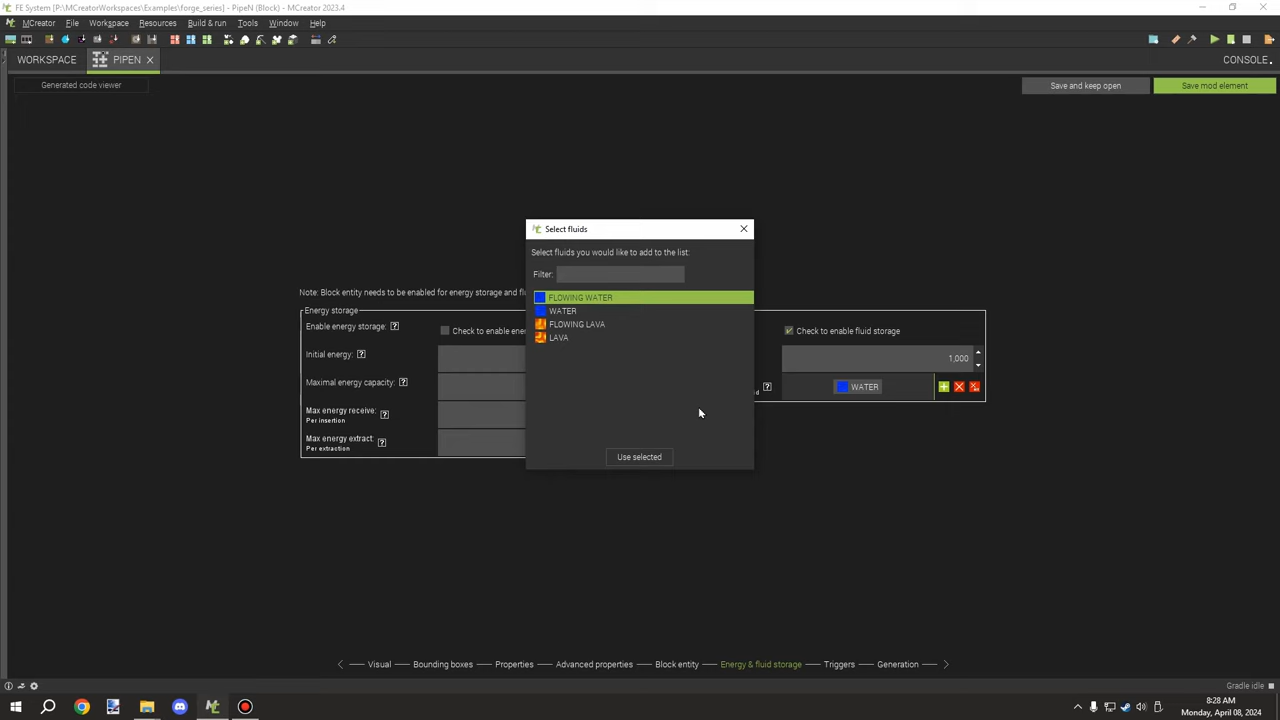 FE System [P:\MCreatorWorkspaces\Examples\forge_series] - PipeN (Block) - MCreator 2023.4
MCreator File Workspace Resources Build & run Tools Window Help
WORKSPACE PIPEN CONSOLE
Generated code viewer Save and keep open Save mod element
Select fluids
Select fluids you would like to add to the list:
Filter:
FLOWING WATER
WATER
FLOWING LAVA
LAVA
Use selected
Note: Block entity needs to be enabled for energy storage and
Energy storage
Enable energy storage: ? Check to enable Check to enable fluid storage
Initial energy: ? 1,000
Maximal energy capacity: ? ? WATER
Max energy receive: ?
Per insertion
Max energy extract: ?
Per extraction
Visual Bounding boxes Properties Advanced properties Block entity Energy & fluid storage Triggers Generation
Gradle idle
8:28 AM
Monday, April 08, 2024